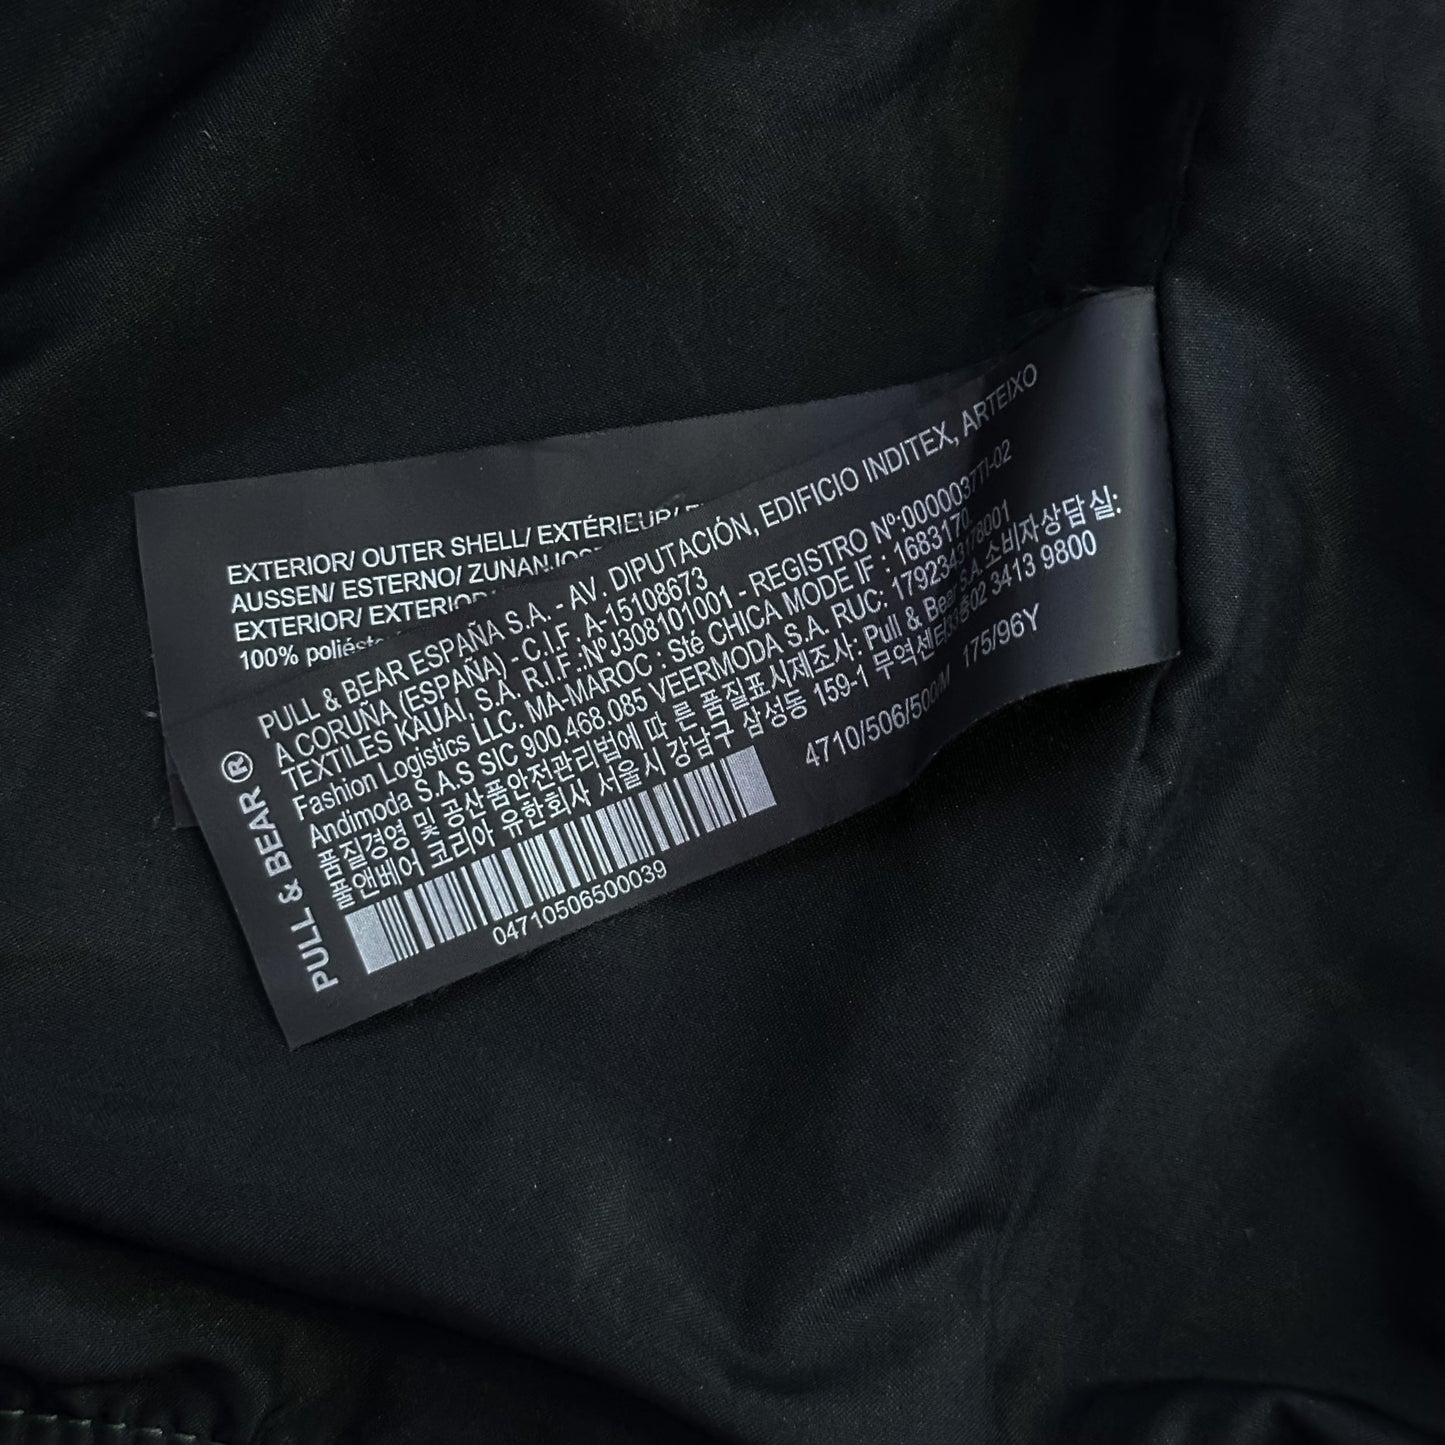 EXTERIOR/ OUTER SHELL/ EXTÉRIEUR/
AUSSEN/ ESTERNO/
EXTERIOR/
100%
PULL & BEAR ®
PULL & BEAR ESPAÑA S.A. - AV. DIPUTACIÓN, EDIFICIO INDITEX, ARTEIXO
A CORUÑA (ESPAÑA) - C.I.F.: A-15108673
TEXTILES KAUAI, S.A. R.I.F.:Nº J308101001 - REGISTRO Nº:0000037TI-02
Fashion Logistics LLC. MA-MAROC : Sté CHICA MODE IF : 1683170
Andimoda S.A.S SIC 900.468.085 VEERMODA S.A. RUC: 1792343178001
품질경영 및 공산품안전관리법에 따른 품질표시제조사: Pull & Bear S.A 소비자상담실:
풀앤베어 코리아 유한회사 서울시 강남구 삼성동 159-1 무역센터 02 3413 9800
04710506500039
4710/506/500/M 175/96Y